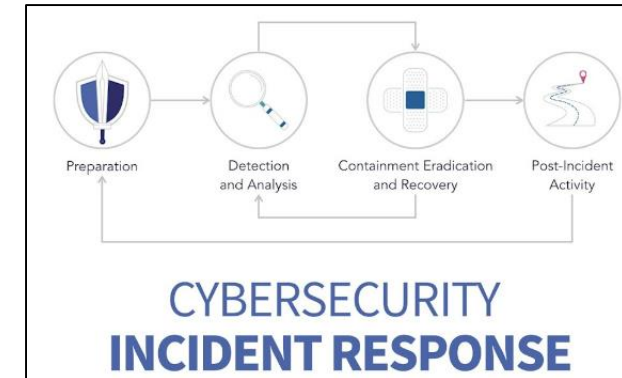 Preparation
Detection
and Analysis
Containment Eradication
and Recovery
Post-Incident
Activity
CYBERSECURITY
INCIDENT RESPONSE